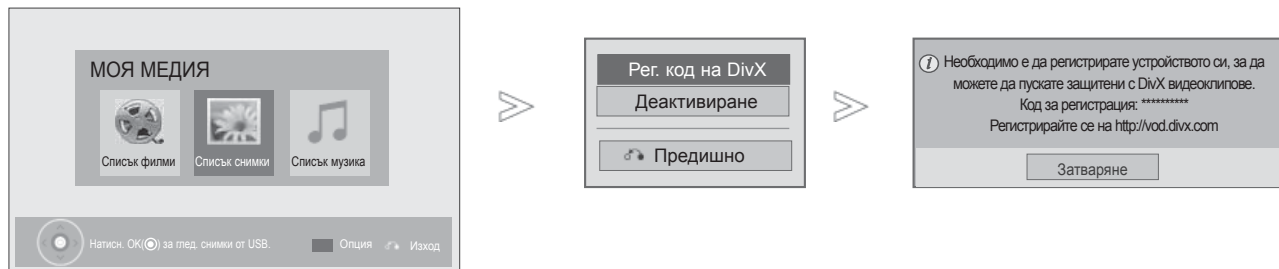 МОЯ МЕДИЯ
Списък филми
Списък снимки
Списък музика
Натисн. ОК(◉) за глед. снимки от USB.
Опция
Изход
Рег. код на DivX
Деактивиране
Предишно
Необходимо е да регистрирате устройството си, за да
можете да пускате защитени с DivX видеоклипове.
Код за регистрация: **********
Регистрирайте се на http://vod.divx.com
Затваряне